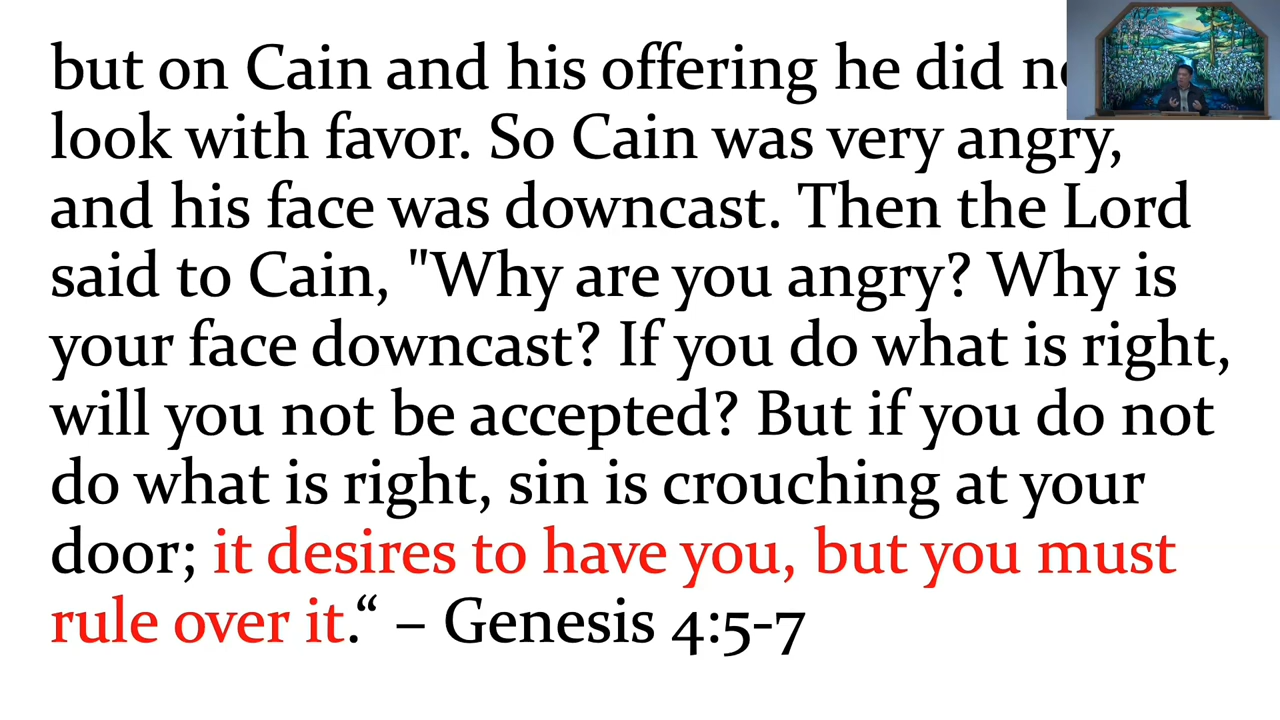 but on Cain and his offering he did
look with favor. So Cain was very angry,
and his face was downcast. Then the Lord
said to Cain, "Why are you angry? Why is
your face downcast? If you do what is right,
will you not be accepted? But if you do not
do what is right, sin is crouching at your
door; it desires to have you, but you must
rule over it.“ – Genesis 4:5-7